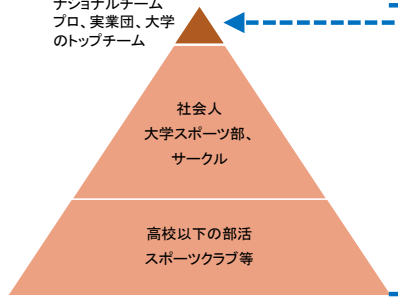 ナショナルチーム
プロ、実業団、大学
のトップチーム
社会人
大学スポーツ部、
サークル
高校以下の部活
スポーツクラブ等